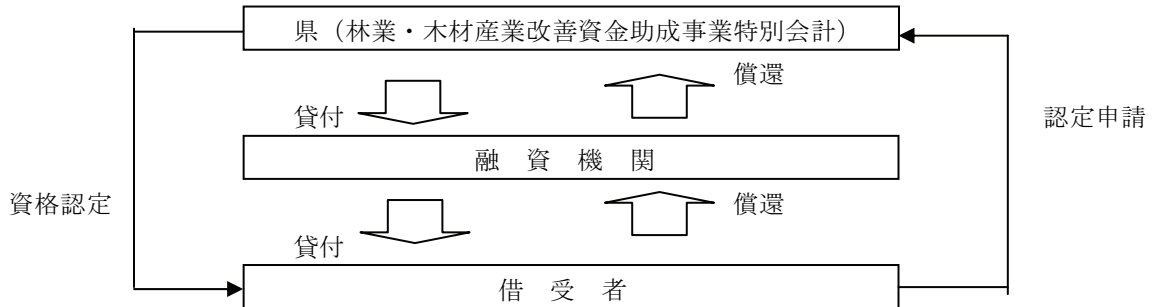 県（林業・木材産業改善資金助成事業特別会計）
償還
貸付
認定申請
融 資 機 関
資格認定
償還
貸付
借 受 者